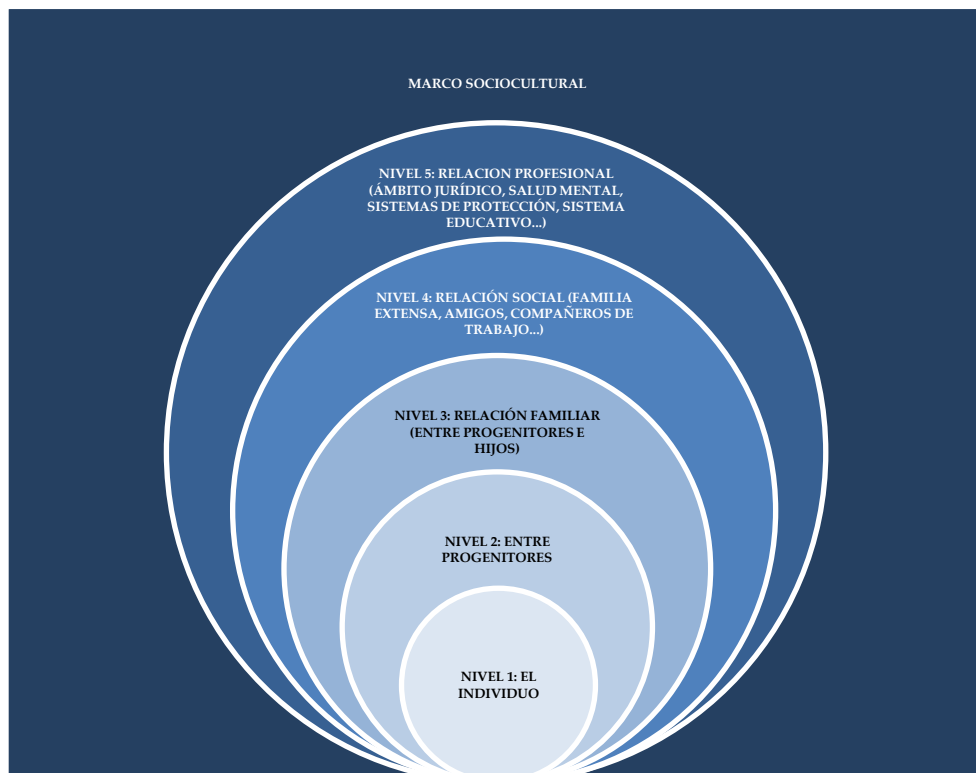 MARCO SOCIOCULTURAL
NIVEL 5: RELACION PROFESIONAL
(ÁMBITO JURÍDICO, SALUD MENTAL,
SISTEMAS DE PROTECCIÓN, SISTEMA
EDUCATIVO...)
NIVEL 4: RELACIÓN SOCIAL (FAMILIA
EXTENSA, AMIGOS, COMPAÑEROS DE
TRABAJO...)
NIVEL 3: RELACIÓN FAMILIAR
(ENTRE PROGENITORES E
HIJOS)
NIVEL 2: ENTRE
PROGENITORES
NIVEL 1: EL
INDIVIDUO